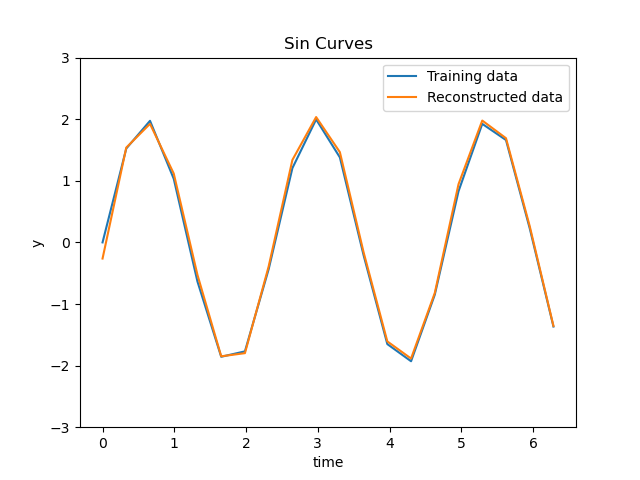 Sin Curves
Training data
Reconstructed data
3
2
1
0
−1
−2
−3
y
0 1 2 3 4 5 6
time